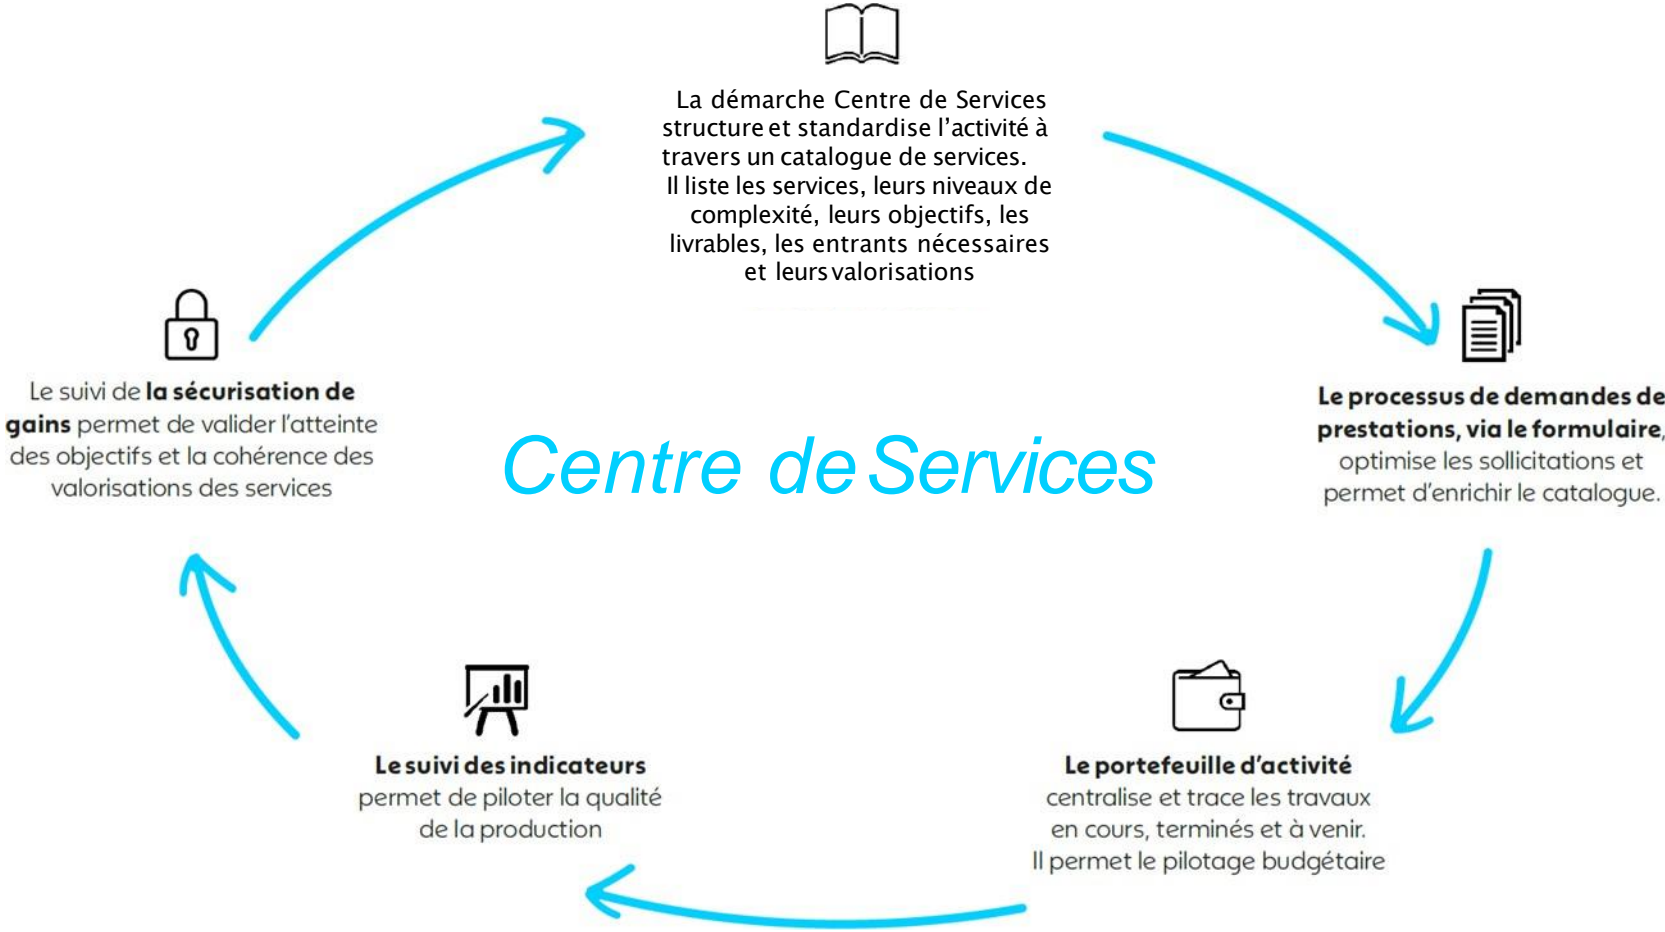 La démarche Centre de Services
structure et standardise l’activité à
travers un catalogue de services.
Il liste les services, leurs niveaux de
complexité, leurs objectifs, les
livrables, les entrants nécessaires
et leurs valorisations
Le processus de demandes de
prestations, via le formulaire,
optimise les sollicitations et
permet d’enrichir le catalogue.
Le portefeuille d’activité
centralise et trace les travaux
en cours, terminés et à venir.
Il permet le pilotage budgétaire
Le suivi des indicateurs
permet de piloter la qualité
de la production
Le suivi de la sécurisation de
gains permet de valider l’atteinte
des objectifs et la cohérence des
valorisations des services
Centre de Services